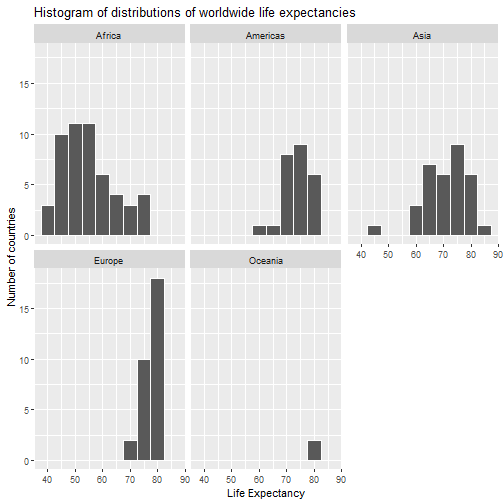 Histogram of distributions of worldwide life expectancies
Africa Americas Asia
15
10
5
0
40 50 60 70 80 90
Europe Oceania
15
10
5
0
40 50 60 70 80 90 40 50 60 70 80 90
Number of countries
Life Expectancy